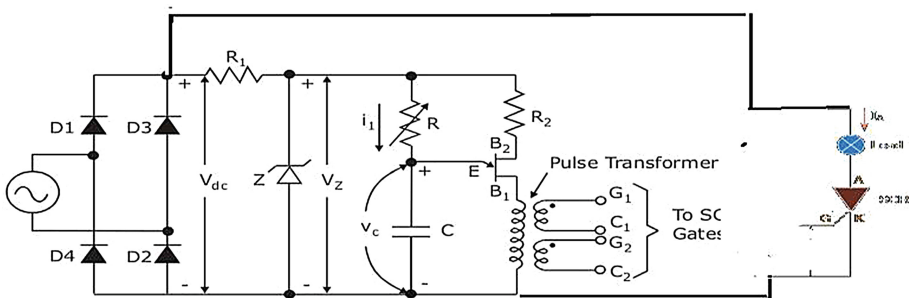 R1
+
+
D1
D3
i1
R
R2
B2
Vdc
Z
VZ
+
E
B1
Pulse Transformer
G1
C1
G2
C2
To SC
Gates
vc
C
D4
D2
-
-
-
A
G
K